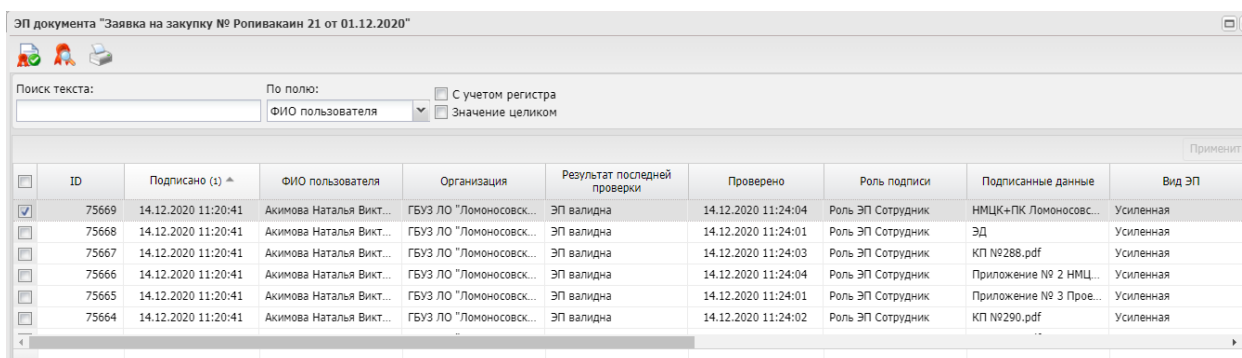 ЭП документа "Заявка на закупку № Ропивакаин 21 от 01.12.2020"
Поиск текста:
По полю:
С учетом регистра
ФИО пользователя
Значение целиком
Применит
ID Подписано (1) ФИО пользователя Организация Результат последней проверки Проверено Роль подписи Подписанные данные Вид ЭП
75669 14.12.2020 11:20:41 Акимова Наталья Викт... ГБУЗ ЛО "Ломоносовск... ЭП валидна 14.12.2020 11:24:04 Роль ЭП Сотрудник НМЦК+ПК Ломоносовс... Усиленная
75668 14.12.2020 11:20:41 Акимова Наталья Викт... ГБУЗ ЛО "Ломоносовск... ЭП валидна 14.12.2020 11:24:01 Роль ЭП Сотрудник ЭД Усиленная
75667 14.12.2020 11:20:41 Акимова Наталья Викт... ГБУЗ ЛО "Ломоносовск... ЭП валидна 14.12.2020 11:24:03 Роль ЭП Сотрудник КП №288.pdf Усиленная
75666 14.12.2020 11:20:41 Акимова Наталья Викт... ГБУЗ ЛО "Ломоносовск... ЭП валидна 14.12.2020 11:24:04 Роль ЭП Сотрудник Приложение № 2 НМЦ... Усиленная
75665 14.12.2020 11:20:41 Акимова Наталья Викт... ГБУЗ ЛО "Ломоносовск... ЭП валидна 14.12.2020 11:24:01 Роль ЭП Сотрудник Приложение № 3 Прое... Усиленная
75664 14.12.2020 11:20:41 Акимова Наталья Викт... ГБУЗ ЛО "Ломоносовск... ЭП валидна 14.12.2020 11:24:02 Роль ЭП Сотрудник КП №290.pdf Усиленная